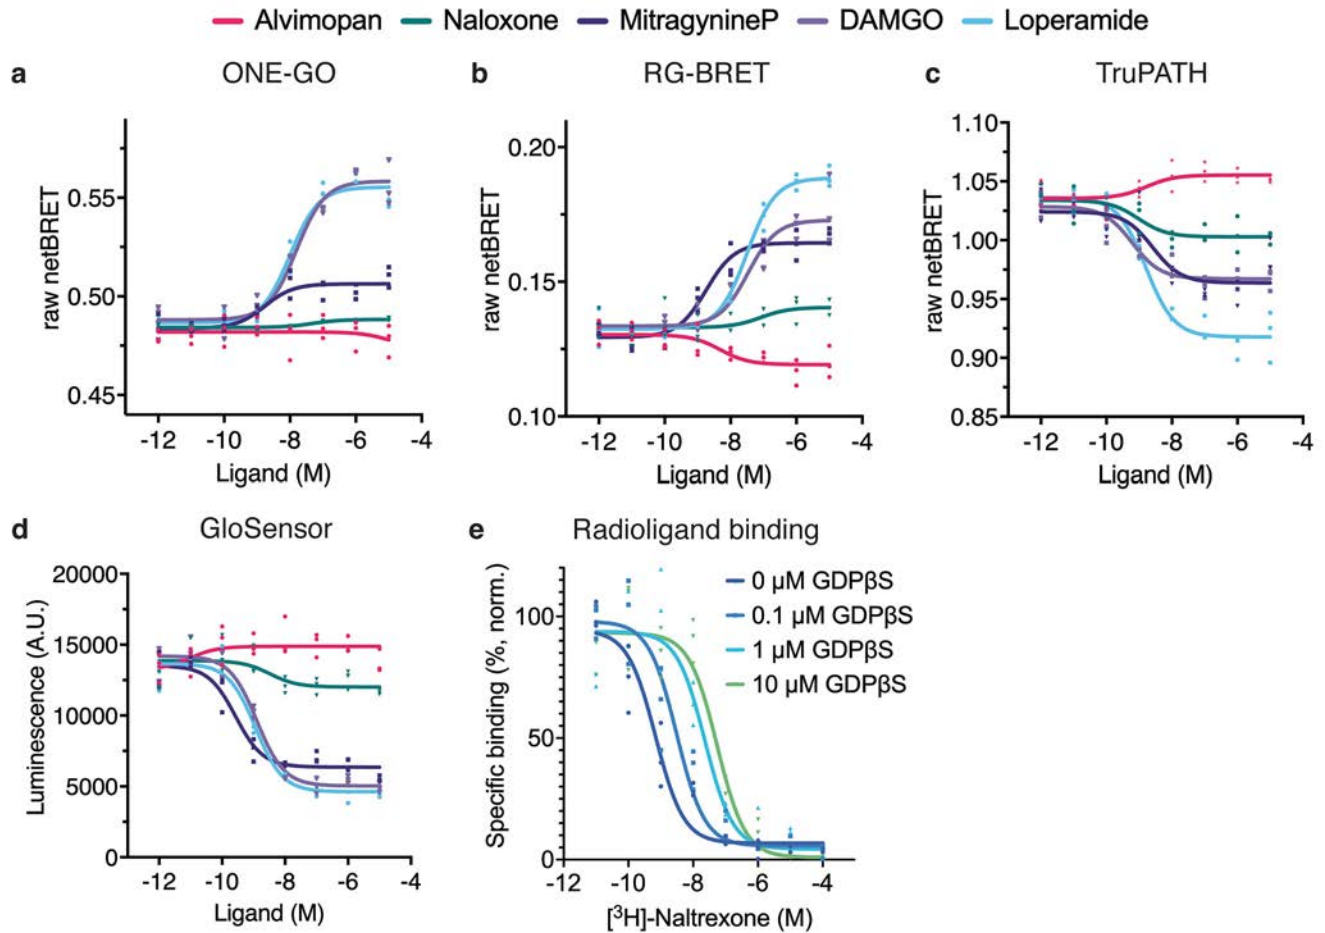 Alvimopan Naloxone MitragynineP DAMGO Loperamide
a ONE-GO
raw netBRET
0.55
0.50
0.45
-12 -10 -8 -6 -4
Ligand (M)
b RG-BRET
raw netBRET
0.20
0.15
0.10
-12 -10 -8 -6 -4
Ligand (M)
c TruPATH
raw netBRET
1.10
1.05
1.00
0.95
0.90
0.85
-12 -10 -8 -6 -4
Ligand (M)
d GloSensor
Luminescence (A.U.)
20000
15000
10000
5000
0
-12 -10 -8 -6 -4
Ligand (M)
e Radioligand binding
Specific binding (%, norm.)
100
50
0
0 µM GDPβS
0.1 µM GDPβS
1 µM GDPβS
10 µM GDPβS
-12 -10 -8 -6 -4
[³H]-Naltrexone (M)